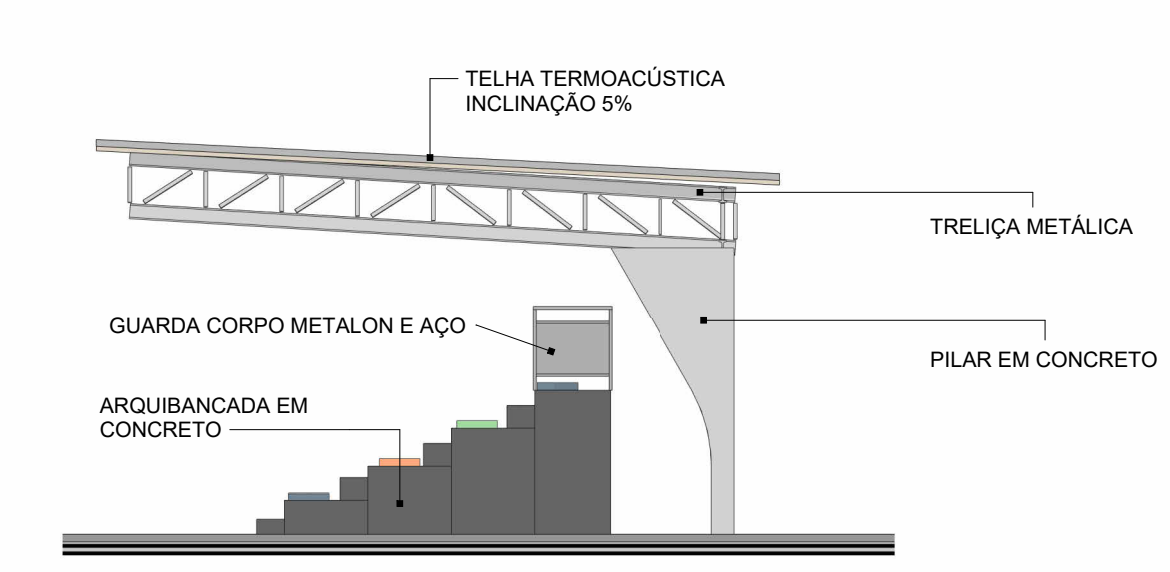 TELHA TERMOACÚSTICA
INCLINAÇÃO 5%
TRELIÇA METÁLICA
GUARDA CORPO METALON E AÇO
PILAR EM CONCRETO
ARQUIBANCADA EM
CONCRETO